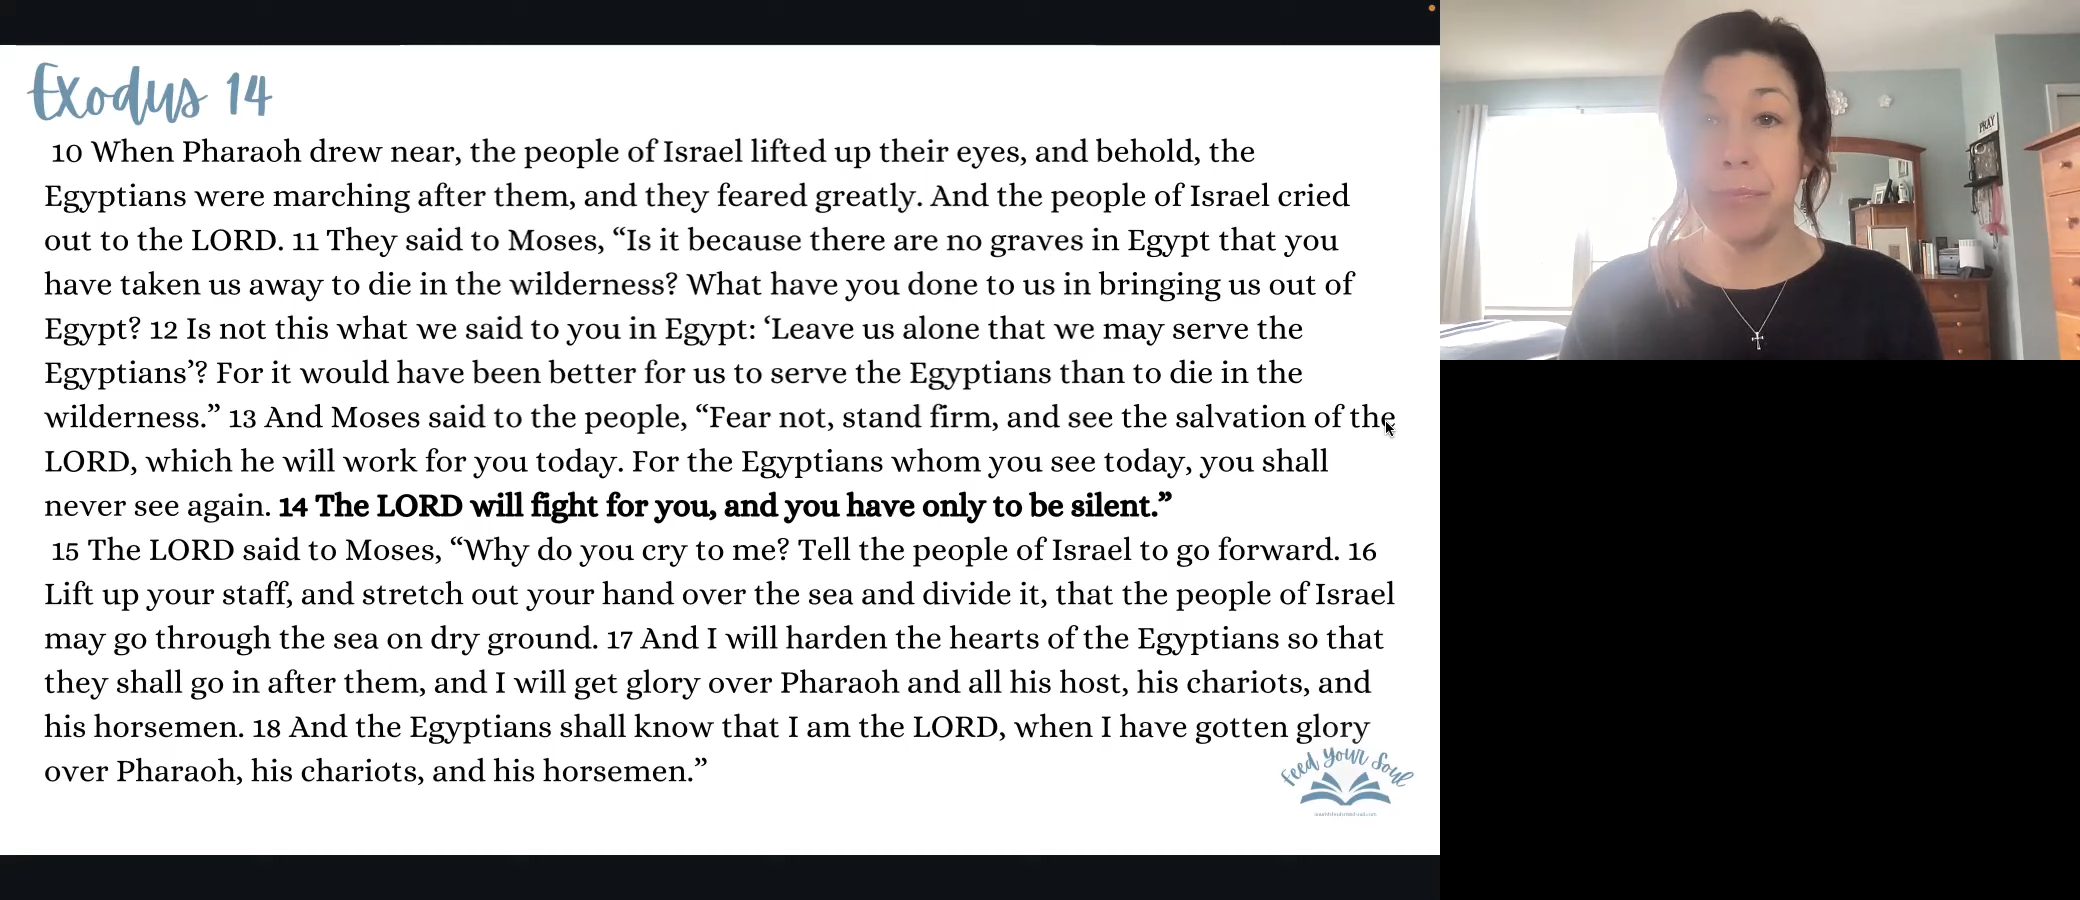 Exodus 14
10 When Pharaoh drew near, the people of Israel lifted up their eyes, and behold, the
Egyptians were marching after them, and they feared greatly. And the people of Israel cried
out to the LORD. 11 They said to Moses, “Is it because there are no graves in Egypt that you
have taken us away to die in the wilderness? What have you done to us in bringing us out of
Egypt? 12 Is not this what we said to you in Egypt: ‘Leave us alone that we may serve the
Egyptians’? For it would have been better for us to serve the Egyptians than to die in the
wilderness.” 13 And Moses said to the people, “Fear not, stand firm, and see the salvation of the
LORD, which he will work for you today. For the Egyptians whom you see today, you shall
never see again. 14 The LORD will fight for you, and you have only to be silent.”
15 The LORD said to Moses, “Why do you cry to me? Tell the people of Israel to go forward. 16
Lift up your staff, and stretch out your hand over the sea and divide it, that the people of Israel
may go through the sea on dry ground. 17 And I will harden the hearts of the Egyptians so that
they shall go in after them, and I will get glory over Pharaoh and all his host, his chariots, and
his horsemen. 18 And the Egyptians shall know that I am the LORD, when I have gotten glory
over Pharaoh, his chariots, and his horsemen.”
Feed Your Soul
PRAY